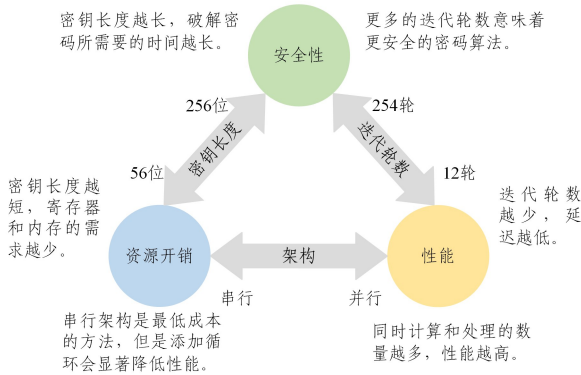 密钥长度越长，破解密
码所需要的时间越长。
更多的迭代轮数意味着
更安全的密码算法。
安全性
256位
254轮
密钥长度
迭代轮数
56位
12轮
密钥长度越
短，寄存器
和内存的需
求越少。
迭代轮数
越少，延
迟越低。
资源开销
架构
性能
串行
并行
串行架构是最低成本
的方法，但是添加循
环会显著降低性能。
同时计算和处理的数
量越多，性能越高。